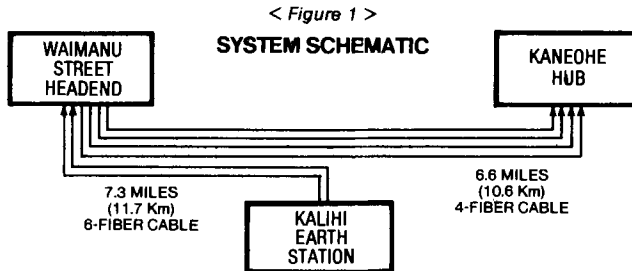 < Figure 1 >
SYSTEM SCHEMATIC
WAIMANU
STREET
HEADEND
KANEOHE
HUB
7.3 MILES
(11.7 Km)
6-FIBER CABLE
6.6 MILES
(10.6 Km)
4-FIBER CABLE
KALIHI
EARTH
STATION